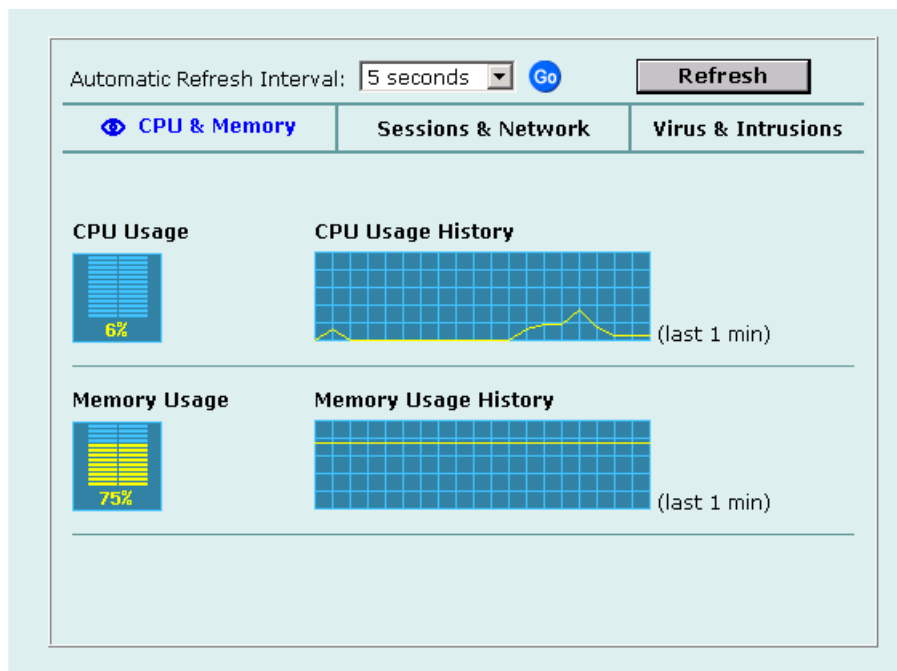 Automatic Refresh Interval: 5 seconds Go Refresh
CPU & Memory Sessions & Network Virus & Intrusions
CPU Usage CPU Usage History
6% (last 1 min)
Memory Usage Memory Usage History
75% (last 1 min)